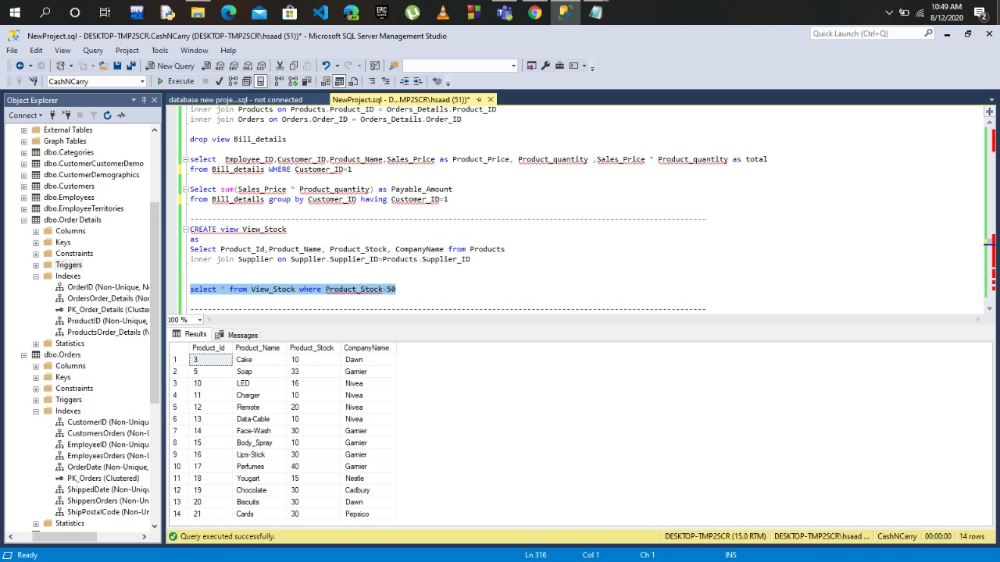 DEV
C++
EPIC
GAMES
10:49 AM
8/12/2020
2
NewProject.sql - DESKTOP-TMP2SCR.CashNCarry (DESKTOP-TMP2SCR\hsaad (51))* - Microsoft SQL Server Management Studio
Quick Launch (Ctrl+Q)
File Edit View Query Project Tools Window Help
New Query
CashNCarry Execute
Object Explorer
database new proje...sql - not connected NewProject.sql - D...MP2SCR\hsaad (51))*
Connect
External Tables
Graph Tables
dbo.Categories
dbo.CustomerCustomerDemo
dbo.CustomerDemographics
dbo.Customers
dbo.Employees
dbo.EmployeeTerritories
dbo.Order Details
Columns
Keys
Constraints
Triggers
Indexes
OrderID (Non-Unique, N
OrdersOrder_Details (Non
PK_Order_Details (Cluste
ProductID (Non-Unique,
ProductsOrder_Details (N
Statistics
dbo.Orders
Columns
Keys
Constraints
Triggers
Indexes
CustomerID (Non-Uniqu
CustomersOrders (Non-U
EmployeeID (Non-Uniqu
EmployeesOrders (Non-U
OrderDate (Non-Unique,
PK_Orders (Clustered)
ShippedDate (Non-Uniqu
ShippersOrders (Non-Un
ShipPostalCode (Non-Ur
Statistics
inner join Products on Products.Product_ID = Orders_Details.Product_ID
inner join Orders on Orders.Order_ID = Orders_Details.Order_ID
drop view Bill_details
select Employee_ID,Customer_ID,Product_Name,Sales_Price as Product_Price, Product_quantity ,Sales_Price * Product_quantity as total
from Bill_details WHERE Customer_ID=1
Select sum(Sales_Price * Product_quantity) as Payable_Amount
from Bill_details group by Customer_ID having Customer_ID=1
CREATE view View_Stock
as
Select Product_Id,Product_Name, Product_Stock, CompanyName from Products
inner join Supplier on Supplier.Supplier_ID=Products.Supplier_ID
select * from View_Stock where Product_Stock<50
100 %
Results Messages
Product_Id Product_Name Product_Stock CompanyName
1 3 Cake 10 Dawn
2 5 Soap 33 Garnier
3 10 LED 16 Nivea
4 11 Charger 10 Nivea
5 12 Remote 20 Nivea
6 13 Data-Cable 10 Nivea
7 14 Face-Wash 30 Garnier
8 15 Body_Spray 10 Garnier
9 16 Lips-Stick 30 Garnier
10 17 Perfumes 40 Garnier
11 18 Yougart 15 Nestle
12 19 Chocolate 30 Cadbury
13 20 Biscuits 30 Dawn
14 21 Cards 30 Pepsico
Query executed successfully. DESKTOP-TMP2SCR (15.0 RTM) DESKTOP-TMP2SCR\hsaad ... CashNCarry 00:00:00 14 rows
Ready Ln 316 Col 1 Ch 1 INS